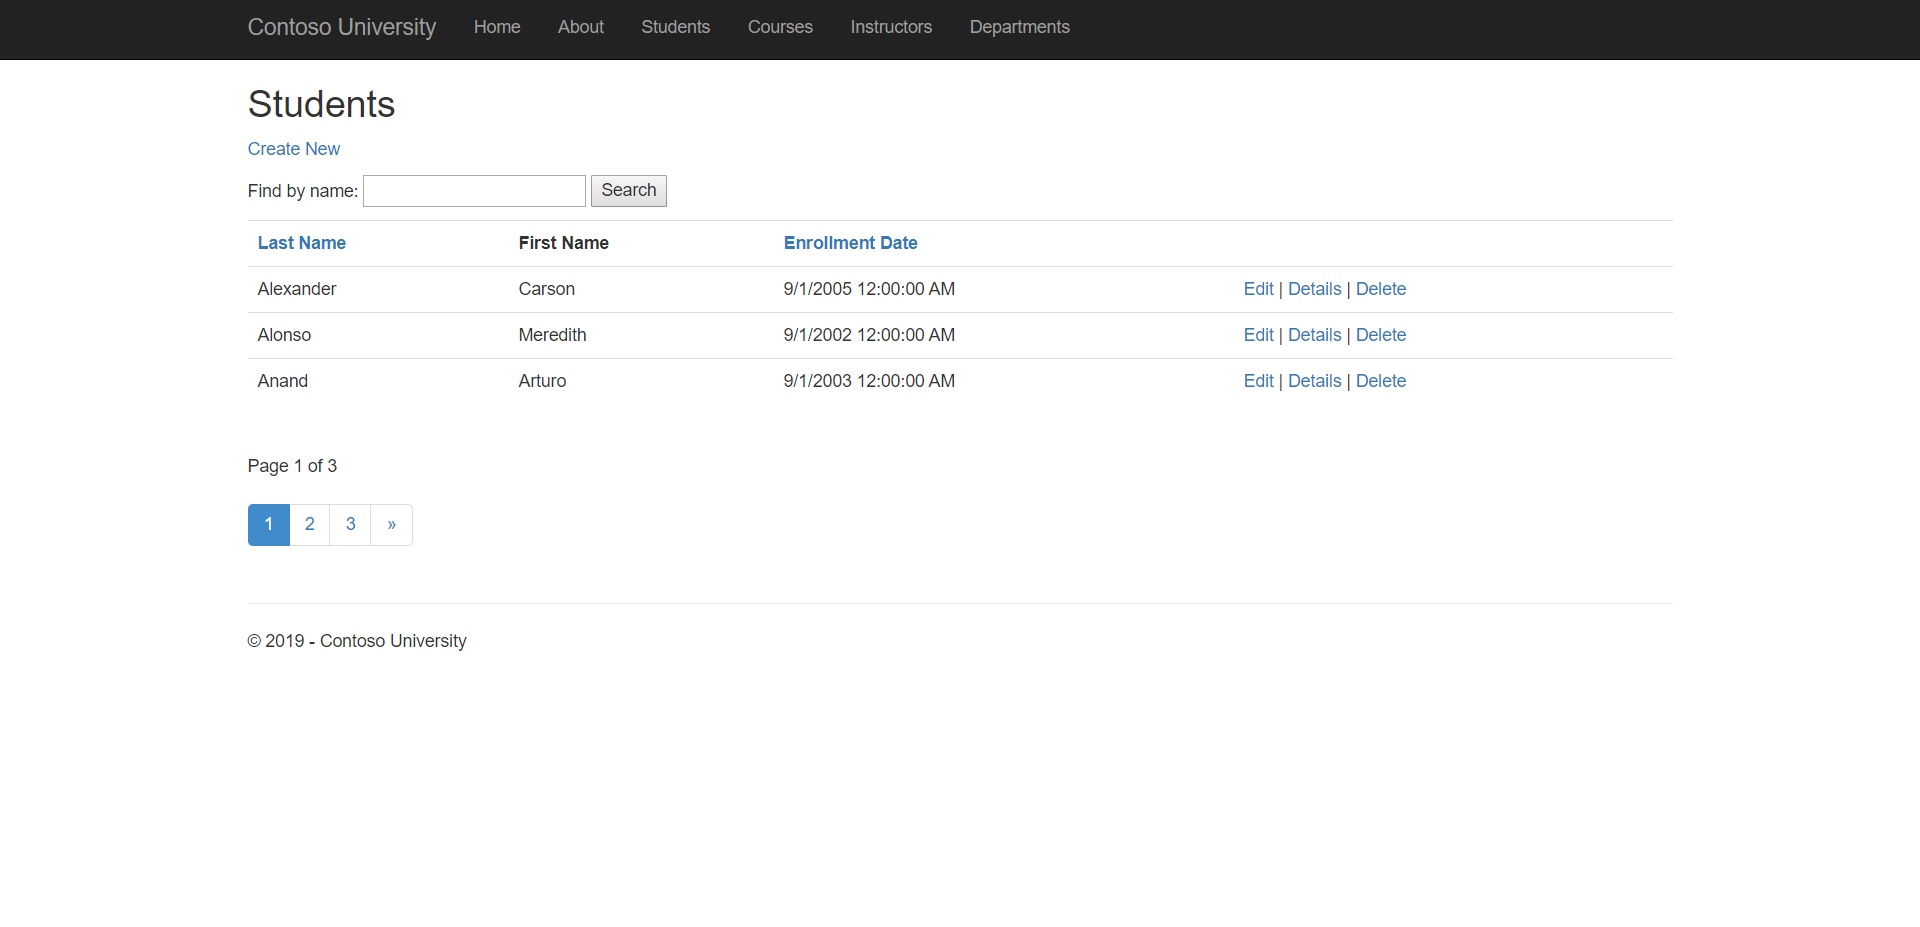 Contoso University Home About Students Courses Instructors Departments
Students
Create New
Find by name: Search
Last Name First Name Enrollment Date
Alexander Carson 9/1/2005 12:00:00 AM Edit | Details | Delete
Alonso Meredith 9/1/2002 12:00:00 AM Edit | Details | Delete
Anand Arturo 9/1/2003 12:00:00 AM Edit | Details | Delete
Page 1 of 3
1 2 3 »
© 2019 - Contoso University